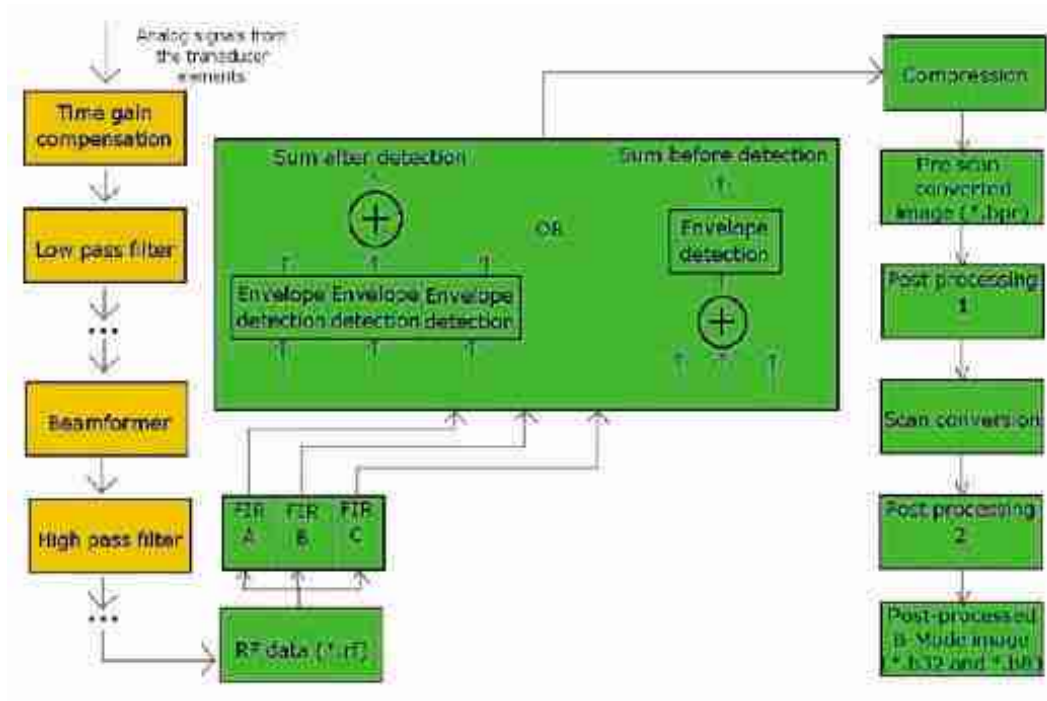 Analog signals from
the transducer
elements
Time gain
compensation
Low pass filter
...
Beamformer
High pass filter
...
RF data (*.rf)
FIR
A
FIR
B
FIR
C
Sum after detection
+
Envelope
detection
Envelope
detection
Envelope
detection
OR
Sum before detection
Envelope
detection
+
Compression
Pre scan
converted
image (*.bpr)
Post processing
1
Scan conversion
Post processing
2
Post-processed
B-Mode image
(*.b32 and *.b8)